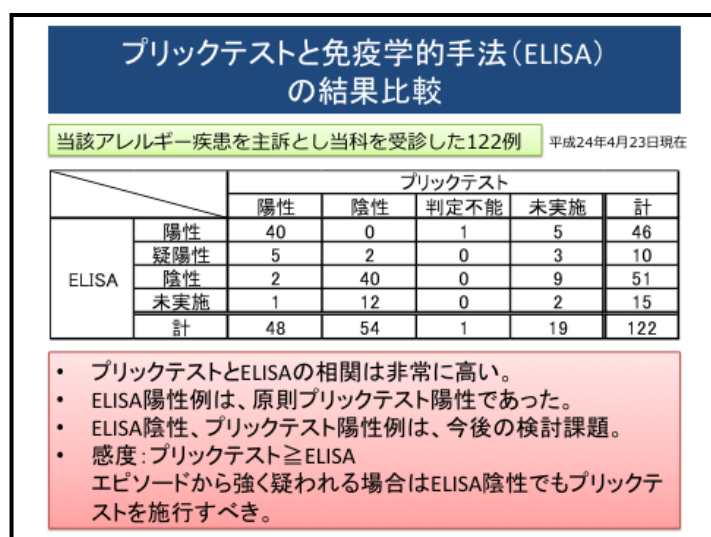 プリックテストと免疫学的手法（ELISA）
の結果比較
当該アレルギー疾患を主訴とし当科を受診した122例 平成24年4月23日現在
プリックテスト
陽性 陰性 判定不能 未実施 計
陽性 40 0 1 5 46
疑陽性 5 2 0 3 10
ELISA 陰性 2 40 0 9 51
未実施 1 12 0 2 15
計 48 54 1 19 122
• プリックテストとELISAの相関は非常に高い。
• ELISA陽性例は、原則プリックテスト陽性であった。
• ELISA陰性、プリックテスト陽性例は、今後の検討課題。
• 感度：プリックテスト≧ELISA
エピソードから強く疑われる場合はELISA陰性でもプリックテ
ストを施行すべき。